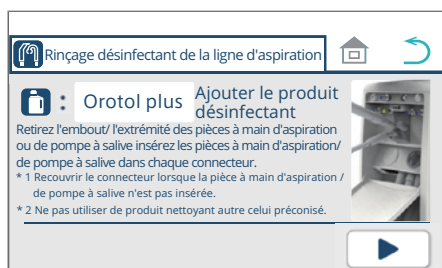 Rinçage désinfectant de la ligne d'aspiration
: Orotol plus Ajouter le produit
désinfectant
Retirez l'embout/ l'extrémité des pièces à main d'aspiration
ou de pompe à salive insérez les pièces à main d'aspiration/
de pompe à salive dans chaque connecteur.
* 1 Recouvrir le connecteur lorsque la pièce à main d'aspiration /
de pompe à salive n'est pas insérée.
* 2 Ne pas utiliser de produit nettoyant autre celui préconisé.